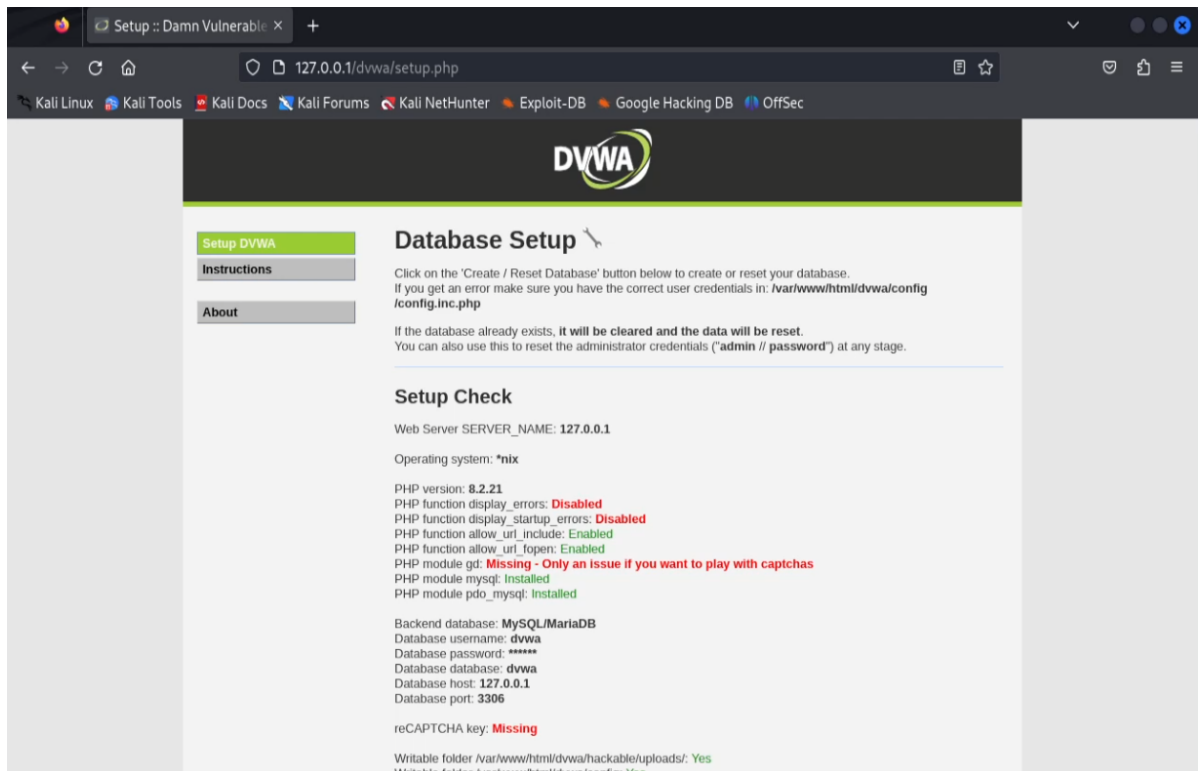 Setup :: Damn Vulnerable
127.0.0.1/dvwa/setup.php
Kali Linux Kali Tools Kali Docs Kali Forums Kali NetHunter Exploit-DB Google Hacking DB OffSec
DVWA
Setup DVWA
Instructions
About
Database Setup
Click on the 'Create / Reset Database' button below to create or reset your database.
If you get an error make sure you have the correct user credentials in: /var/www/html/dvwa/config
/config.inc.php
If the database already exists, it will be cleared and the data will be reset.
You can also use this to reset the administrator credentials ("admin // password") at any stage.
Setup Check
Web Server SERVER_NAME: 127.0.0.1
Operating system: *nix
PHP version: 8.2.21
PHP function display_errors: Disabled
PHP function display_startup_errors: Disabled
PHP function allow_url_include: Enabled
PHP function allow_url_fopen: Enabled
PHP module gd: Missing - Only an issue if you want to play with captchas
PHP module mysql: Installed
PHP module pdo_mysql: Installed
Backend database: MySQL/MariaDB
Database username: dvwa
Database password: ******
Database database: dvwa
Database host: 127.0.0.1
Database port: 3306
reCAPTCHA key: Missing
Writable folder /var/www/html/dvwa/hackable/uploads/: Yes